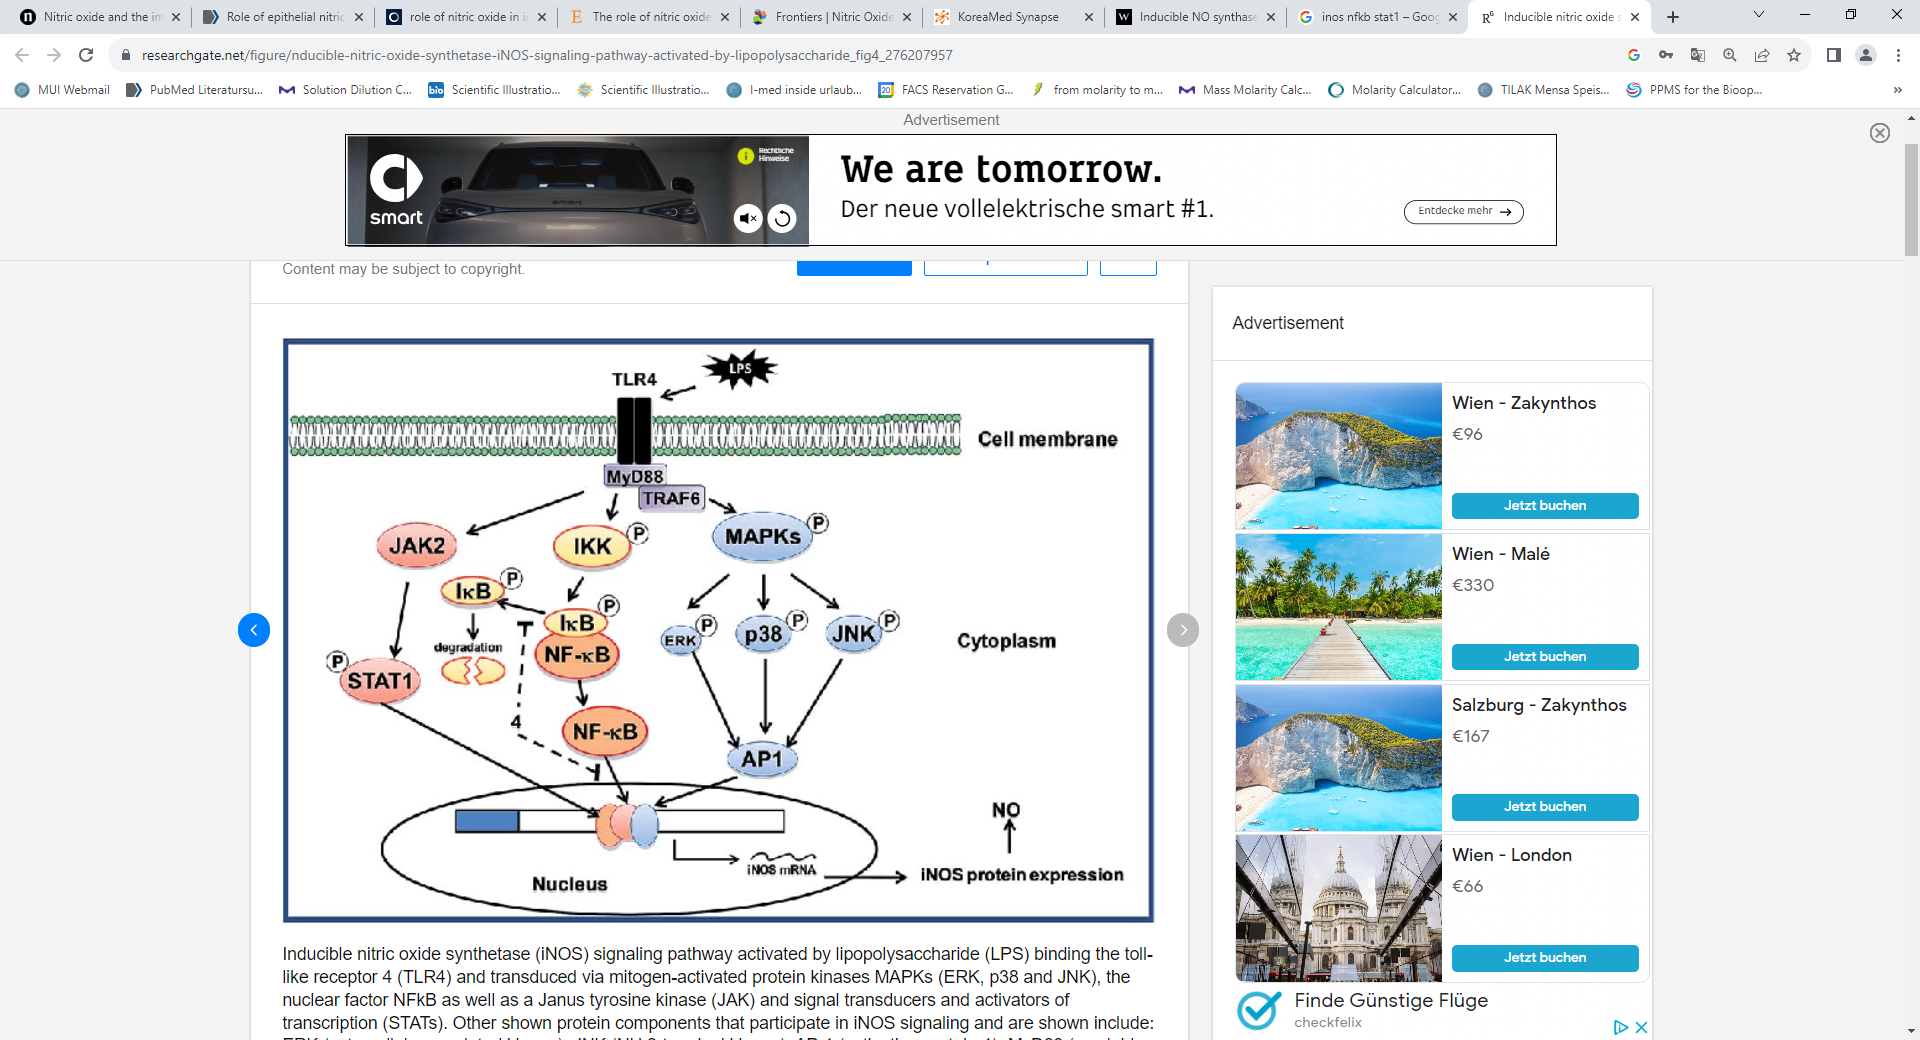 Nitric oxide and the im
Role of epithelial nitric
role of nitric oxide in i
The role of nitric oxide
Frontiers | Nitric Oxide
KoreaMed Synapse
Inducible NO synthase
inos nfkb stat1 – Goog
Inducible nitric oxide s
researchgate.net/figure/nducible-nitric-oxide-synthetase-iNOS-signaling-pathway-activated-by-lipopolysaccharide_fig4_276207957
MUI Webmail
PubMed Literatursu...
Solution Dilution C...
Scientific Illustratio...
Scientific Illustratio...
I-med inside urlaub...
FACS Reservation G...
from molarity to m...
Mass Molarity Calc...
Molarity Calculator...
TILAK Mensa Speis...
PPMS for the Bioop...
Advertisement
smart
Rechtliche
Hinweise
We are tomorrow.
Der neue vollelektrische smart #1.
Entdecke mehr
Content may be subject to copyright.
LPS
TLR4
Cell membrane
MyD88
TRAF6
JAK2
IKK
P
MAPKs
P
IκB
P
IκB
P
NF-κB
degradation
ERK
P
p38
P
JNK
P
Cytoplasm
P
STAT1
4
NF-κB
AP1
NO
iNOS mRNA
iNOS protein expression
Nucleus
Inducible nitric oxide synthetase (iNOS) signaling pathway activated by lipopolysaccharide (LPS) binding the toll-
like receptor 4 (TLR4) and transduced via mitogen-activated protein kinases MAPKs (ERK, p38 and JNK), the
nuclear factor NFkB as well as a Janus tyrosine kinase (JAK) and signal transducers and activators of
transcription (STATs). Other shown protein components that participate in iNOS signaling and are shown include:
Advertisement
Wien - Zakynthos
€96
Jetzt buchen
Wien - Malé
€330
Jetzt buchen
Salzburg - Zakynthos
€167
Jetzt buchen
Wien - London
€66
Jetzt buchen
Finde Günstige Flüge
checkfelix